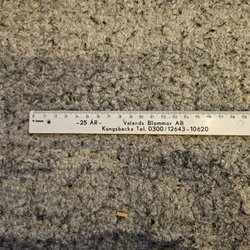 -25 ÅR- Valands Blommor AB
Kungsbacka Tel. 0300/12643-10620